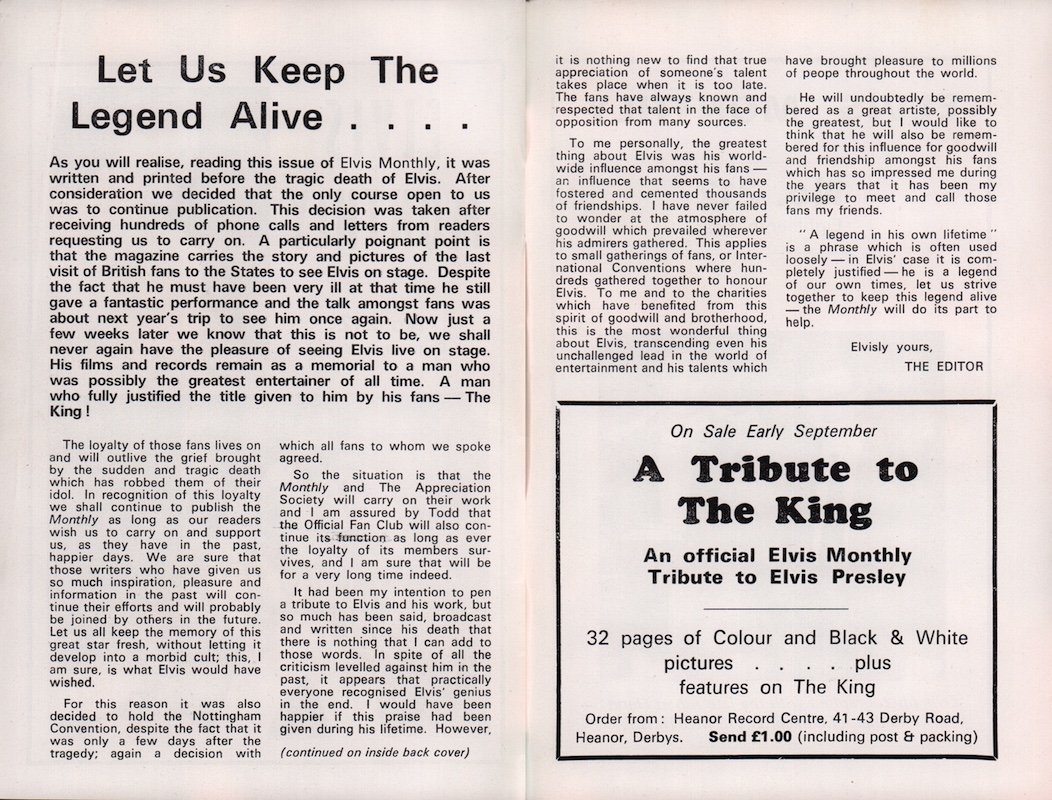 Let Us Keep The
Legend Alive . . . .
As you will realise, reading this issue of Elvis Monthly, it was
written and printed before the tragic death of Elvis. After
consideration we decided that the only course open to us
was to continue publication. This decision was taken after
receiving hundreds of phone calls and letters from readers
requesting us to carry on. A particularly poignant point is
that the magazine carries the story and pictures of the last
visit of British fans to the States to see Elvis on stage. Despite
the fact that he must have been very ill at that time he still
gave a fantastic performance and the talk amongst fans was
about next year's trip to see him once again. Now just a
few weeks later we know that this is not to be, we shall
never again have the pleasure of seeing Elvis live on stage.
His films and records remain as a memorial to a man who
was possibly the greatest entertainer of all time. A man
who fully justified the title given to him by his fans — The
King !
The loyalty of those fans lives on
and will outlive the grief brought
by the sudden and tragic death
which has robbed them of their
idol. In recognition of this loyalty
we shall continue to publish the
Monthly as long as our readers
wish us to carry on and support
us, as they have in the past,
happier days. We are sure that
those writers who have given us
so much inspiration, pleasure and
information in the past will con-
tinue their efforts and will probably
be joined by others in the future.
Let us all keep the memory of this
great star fresh, without letting it
develop into a morbid cult; this, I
am sure, is what Elvis would have
wished.
For this reason it was also
decided to hold the Nottingham
Convention, despite the fact that it
was only a few days after the
tragedy; again a decision with
which all fans to whom we spoke
agreed.
So the situation is that the
Monthly and The Appreciation
Society will carry on their work
and I am assured by Todd that
the Official Fan Club will also con-
tinue its function as long as ever
the loyalty of its members sur-
vives, and I am sure that will be
for a very long time indeed.
It had been my intention to pen
a tribute to Elvis and his work, but
so much has been said, broadcast
and written since his death that
there is nothing that I can add to
those words. In spite of all the
criticism levelled against him in the
past, it appears that practically
everyone recognised Elvis' genius
in the end. I would have been
happier if this praise had been
given during his lifetime. However,
(continued on inside back cover)
it is nothing new to find that true
appreciation of someone's talent
takes place when it is too late.
The fans have always known and
respected that talent in the face of
opposition from many sources.
To me personally, the greatest
thing about Elvis was his world-
wide influence amongst his fans —
an influence that seems to have
fostered and cemented thousands
of friendships. I have never failed
to wonder at the atmosphere of
goodwill which prevailed wherever
his admirers gathered. This applies
to small gatherings of fans, or Inter-
national Conventions where hun-
dreds gathered together to honour
Elvis. To me and to the charities
which have benefited from this
spirit of goodwill and brotherhood,
this is the most wonderful thing
about Elvis, transcending even his
unchallenged lead in the world of
entertainment and his talents which
have brought pleasure to millions
of peope throughout the world.
He will undoubtedly be remem-
bered as a great artiste, possibly
the greatest, but I would like to
think that he will also be remem-
bered for this influence for goodwill
and friendship amongst his fans
which has so impressed me during
the years that it has been my
privilege to meet and call those
fans my friends.
"A legend in his own lifetime"
is a phrase which is often used
loosely — in Elvis' case it is com-
pletely justified — he is a legend
of our own times, let us strive
together to keep this legend alive
— the Monthly will do its part to
help.
Elvisly yours,
THE EDITOR
On Sale Early September
A Tribute to
The King
An official Elvis Monthly
Tribute to Elvis Presley
32 pages of Colour and Black & White
pictures . . . . plus
features on The King
Order from : Heanor Record Centre, 41-43 Derby Road,
Heanor, Derbys. Send £1.00 (including post & packing)